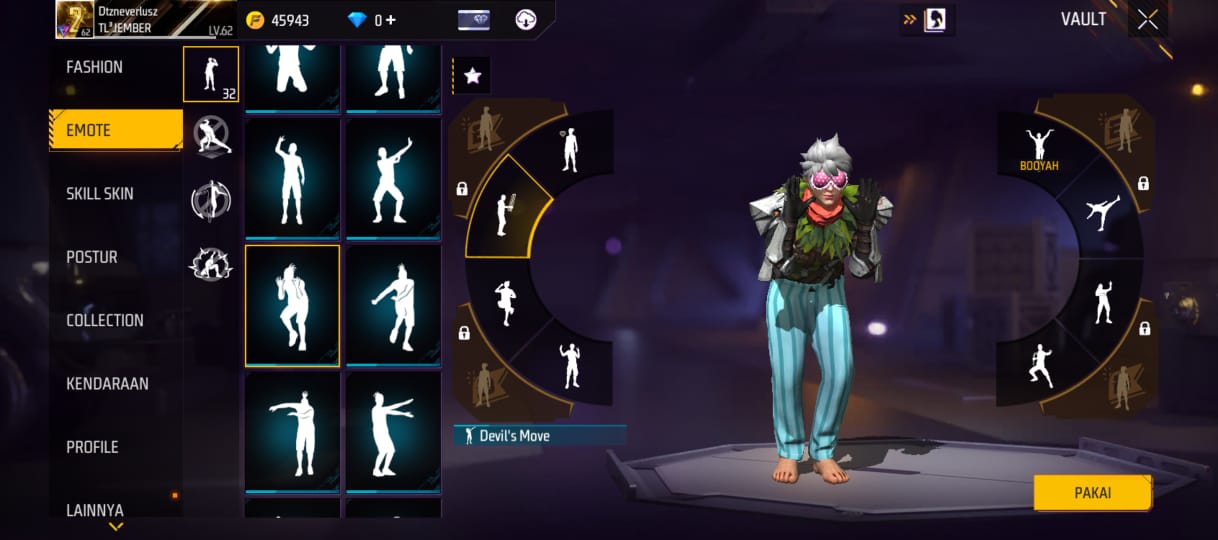 Dtzneverlusz
TL JEMBER
LV.62
62
45943
0+
VAULT
FASHION
32
EMOTE
SKILL SKIN
POSTUR
COLLECTION
KENDARAAN
PROFILE
LAINNYA
BOOYAH
Devil's Move
PAKAI